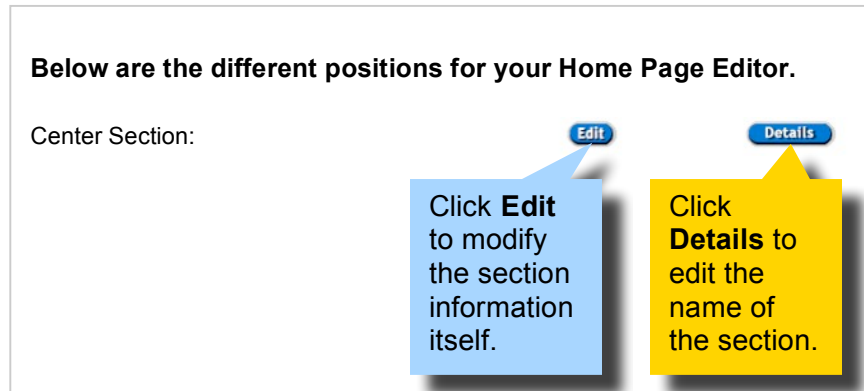 Below are the different positions for your Home Page Editor.
Center Section:
Edit
Details
Click Edit
to modify
the section
information
itself.
Click
Details to
edit the
name of
the section.